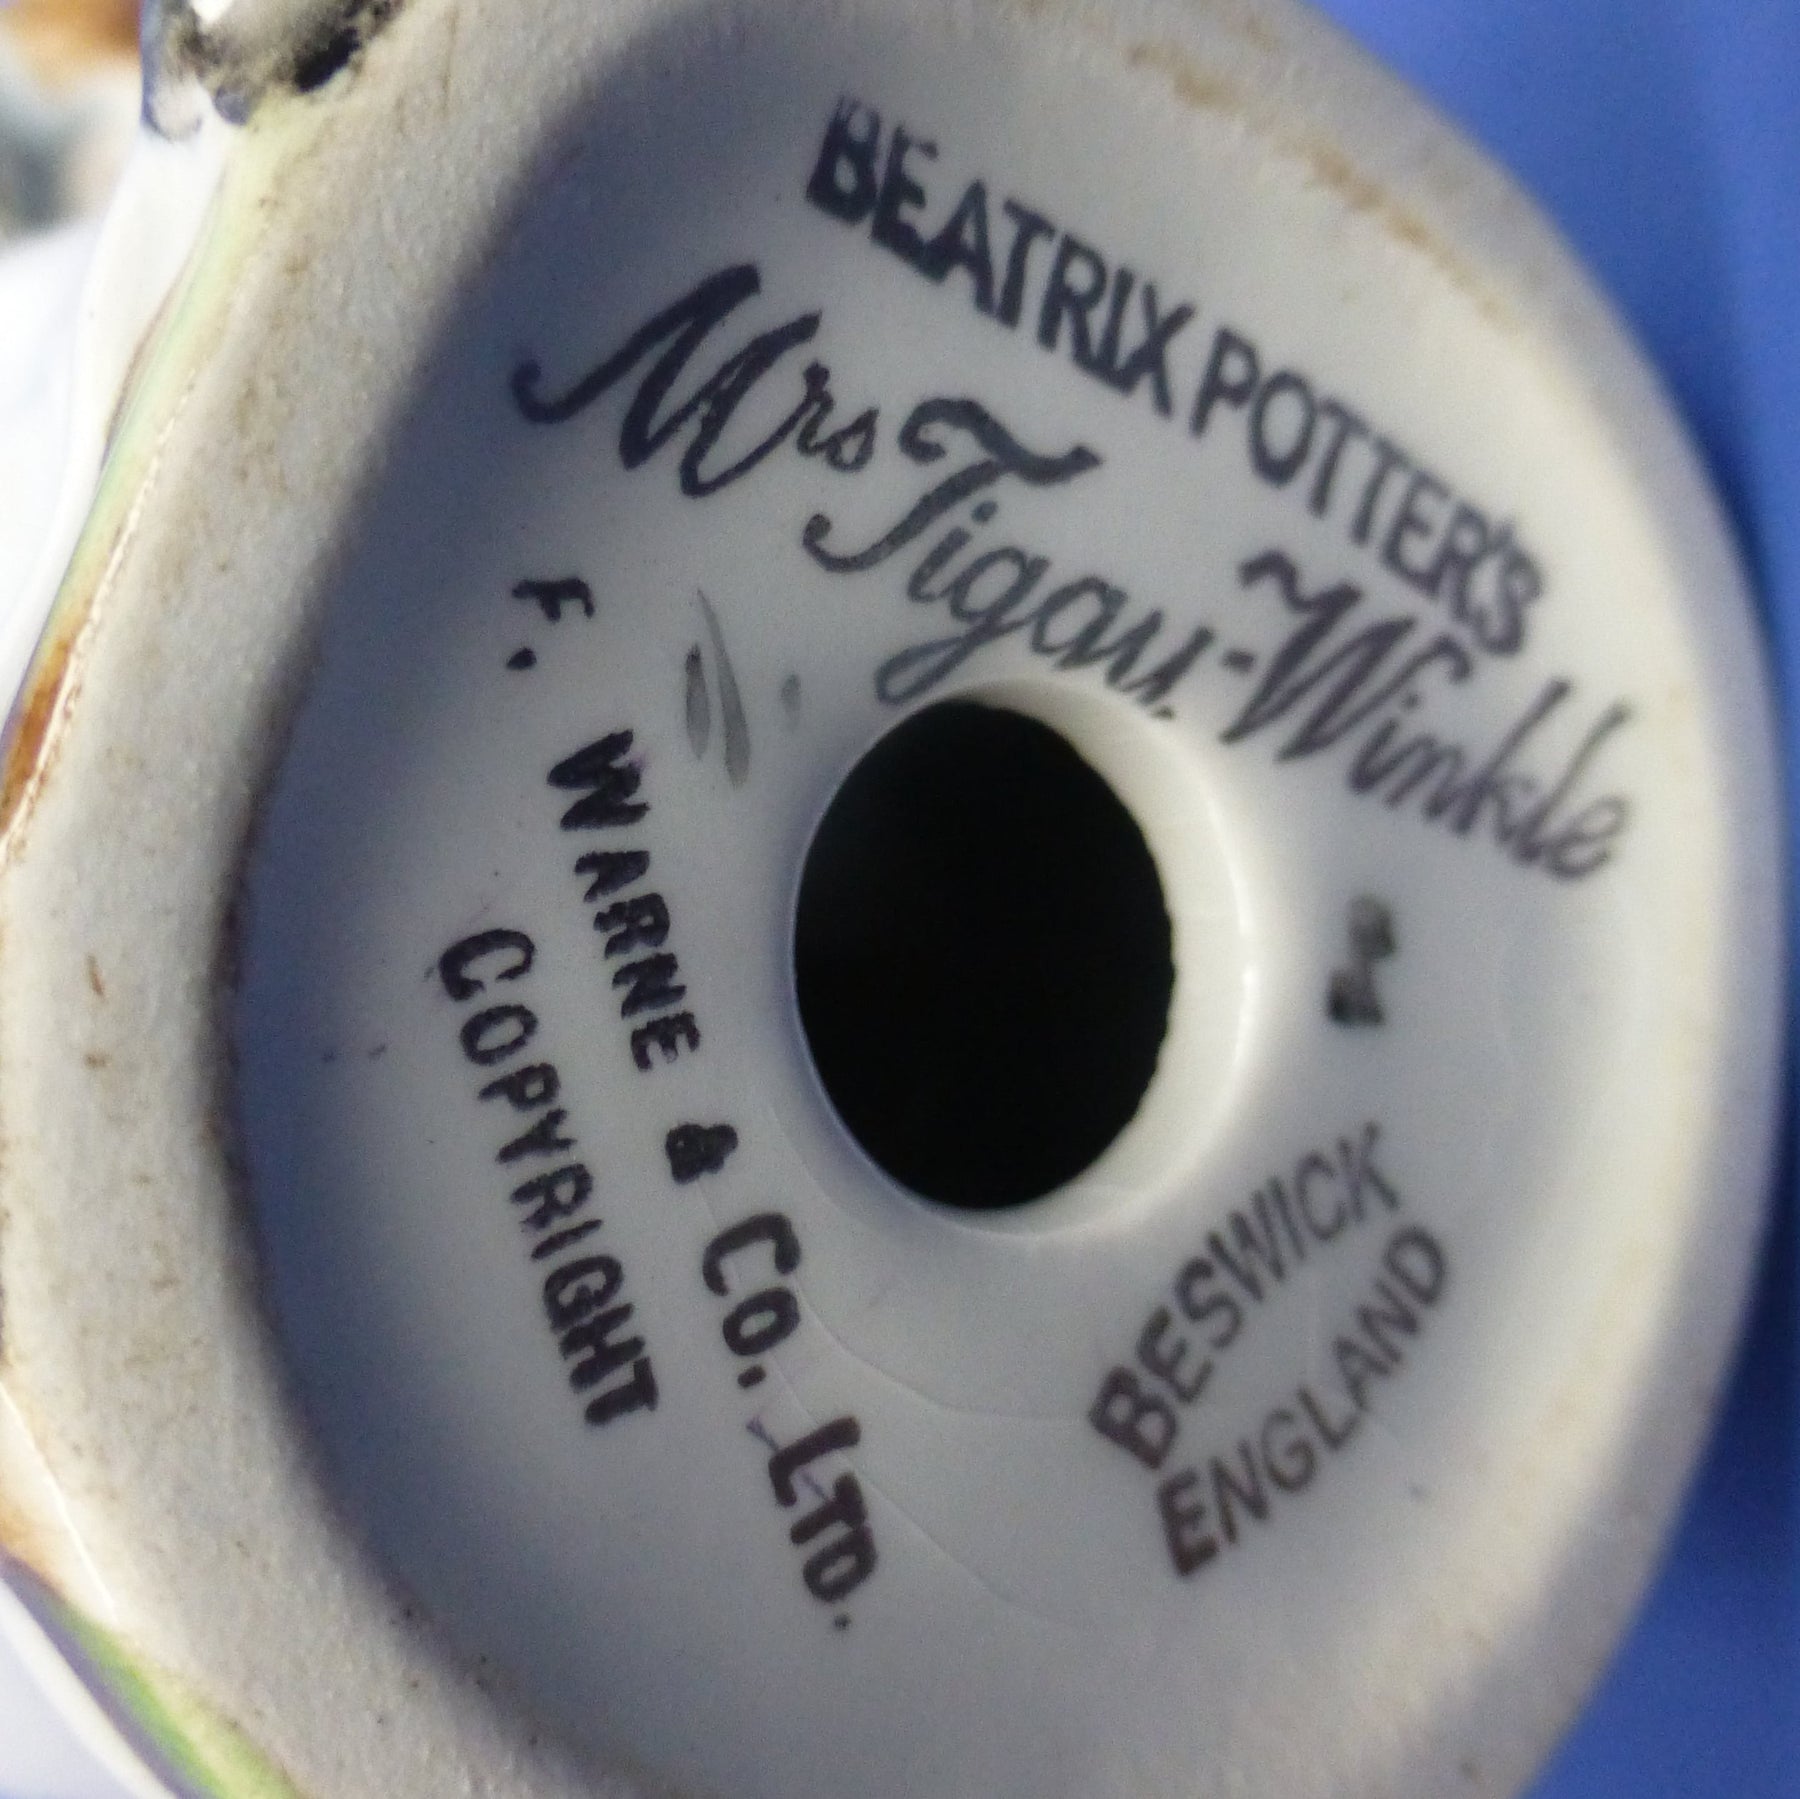 BEATRIX POTTER'S
Mrs Tiggy-Winkle
F. WARNE & CO. LTD.
COPYRIGHT
BESWICK
ENGLAND